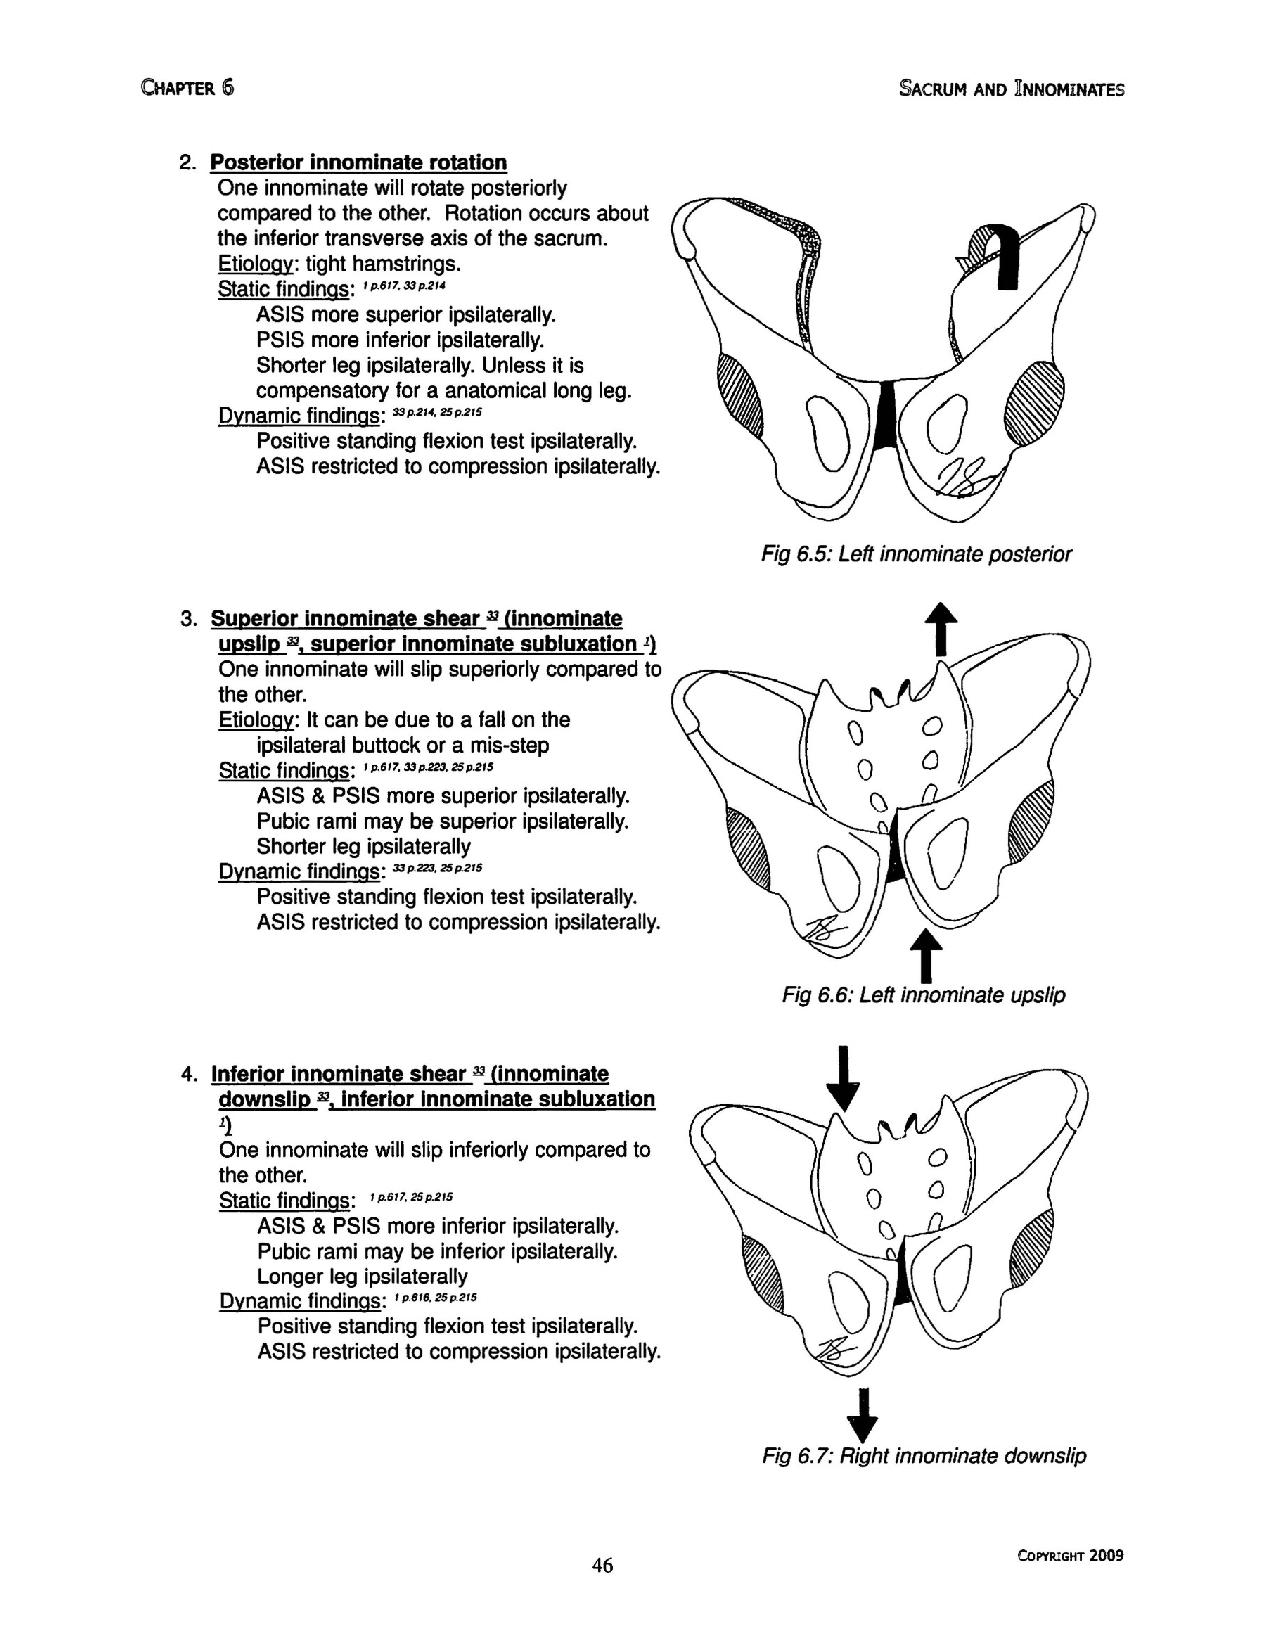 CHAPTER 6
SACRUM AND INNOMINATES
2. Posterior innominate rotation
One innominate will rotate posteriorly
compared to the other. Rotation occurs about
the inferior transverse axis of the sacrum.
Etiology: tight hamstrings.
Static findings: 1 p.617, 33 p.214
ASIS more superior ipsilaterally.
PSIS more inferior ipsilaterally.
Shorter leg ipsilaterally. Unless it is
compensatory for a anatomical long leg.
Dynamic findings: 33 p.214, 25 p.215
Positive standing flexion test ipsilaterally.
ASIS restricted to compression ipsilaterally.
Fig 6.5: Left innominate posterior
3. Superior innominate shear 33 (innominate
upslip 33, superior innominate subluxation 1)
One innominate will slip superiorly compared to
the other.
Etiology: It can be due to a fall on the
ipsilateral buttock or a mis-step
Static findings: 1 p.617, 33 p.223, 25 p.215
ASIS & PSIS more superior ipsilaterally.
Pubic rami may be superior ipsilaterally.
Shorter leg ipsilaterally
Dynamic findings: 33 p.223, 25 p.215
Positive standing flexion test ipsilaterally.
ASIS restricted to compression ipsilaterally.
Fig 6.6: Left innominate upslip
4. Inferior innominate shear 33 (innominate
downslip 33, inferior innominate subluxation
1)
One innominate will slip inferiorly compared to
the other.
Static findings: 1 p.617, 25 p.215
ASIS & PSIS more inferior ipsilaterally.
Pubic rami may be inferior ipsilaterally.
Longer leg ipsilaterally
Dynamic findings: 1 p.616, 25 p.215
Positive standing flexion test ipsilaterally.
ASIS restricted to compression ipsilaterally.
Fig 6.7: Right innominate downslip
46
COPYRIGHT 2009